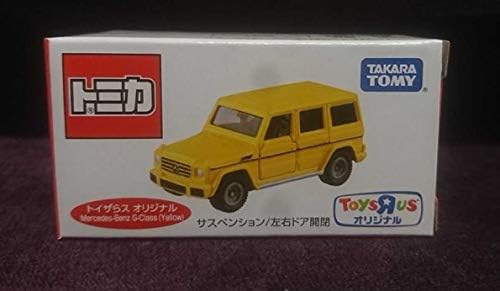 トミカ
®
TAKARA
TOMY
トイザらス オリジナル
Mercedes-Benz G-Class (Yellow)
サスペンション/左右ドア開閉
TOYSЯUS
オリジナル